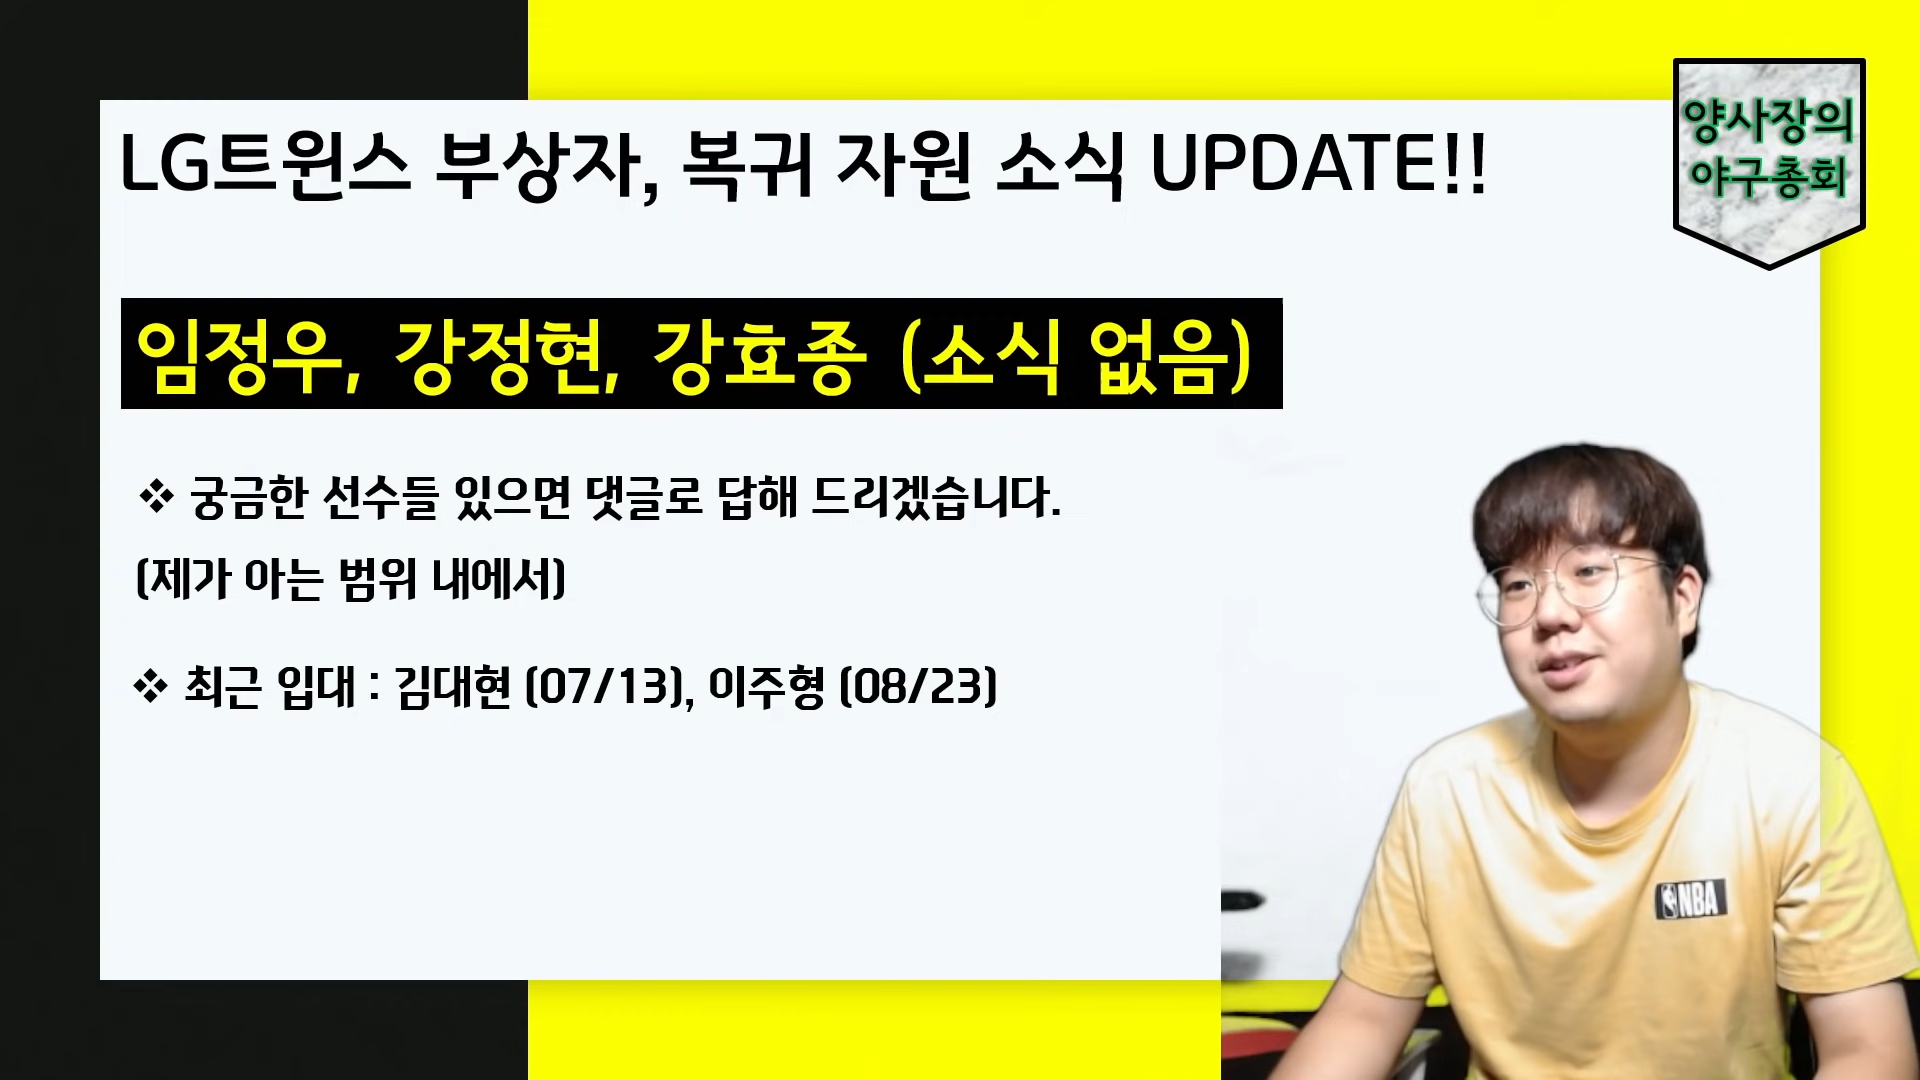 LG트윈스 부상자, 복귀 자원 소식 UPDATE!!
양사장의
야구총회
임정우, 강정현, 강효종 (소식 없음)
❖ 궁금한 선수들 있으면 댓글로 답해 드리겠습니다.
(제가 아는 범위 내에서)
❖ 최근 입대 : 김대현 (07/13), 이주형 (08/23)
NBA